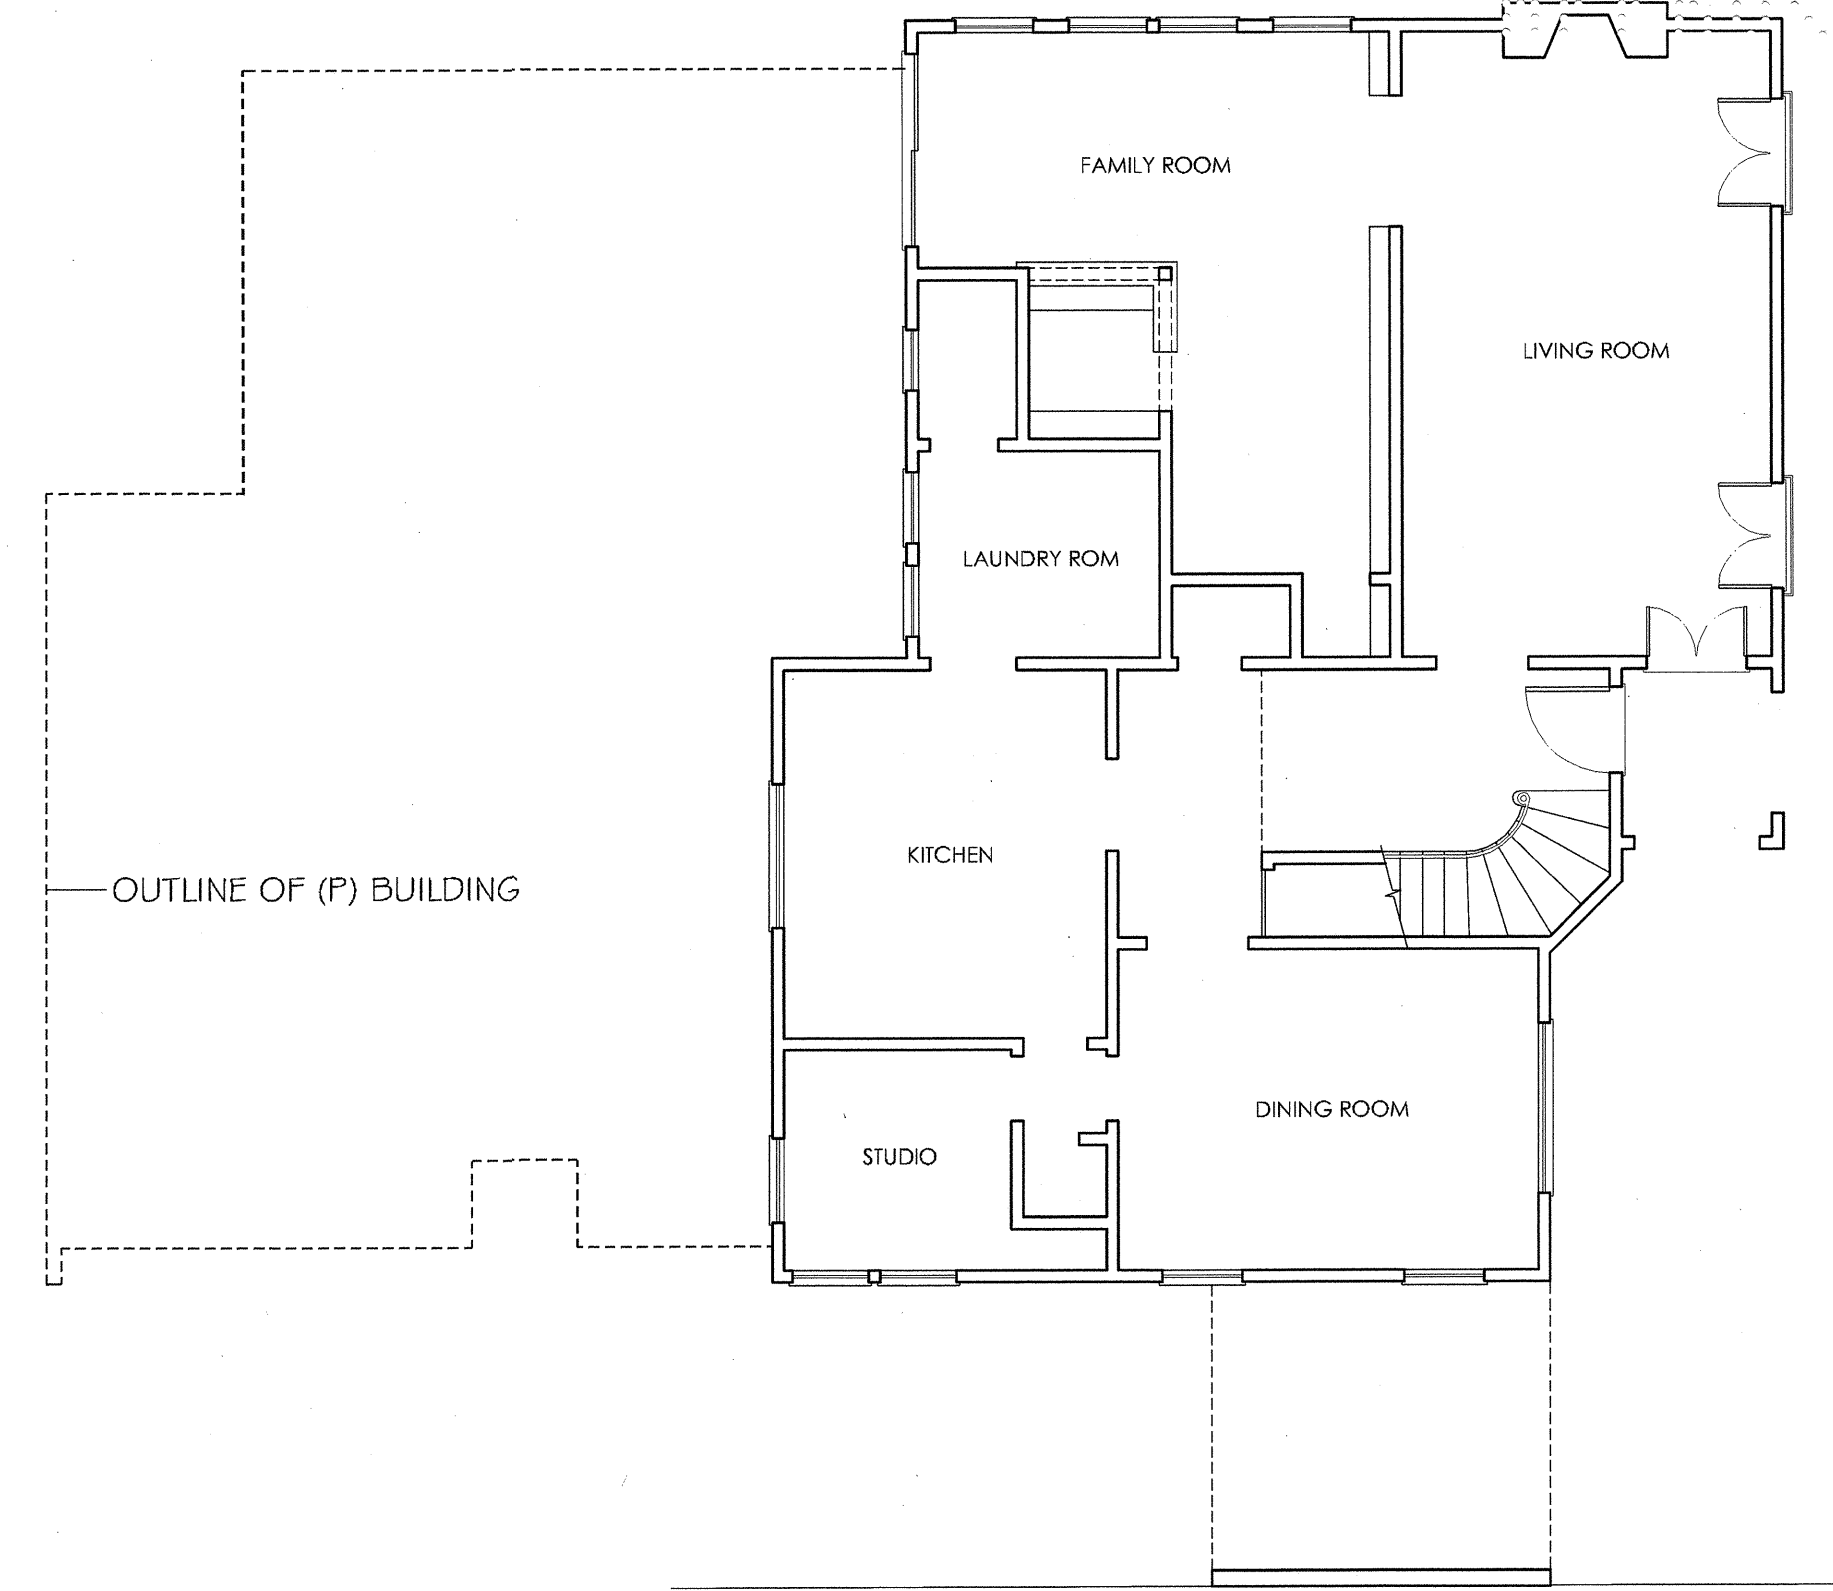 FAMILY ROOM
LIVING ROOM
LAUNDRY ROM
KITCHEN
OUTLINE OF (P) BUILDING
DINING ROOM
STUDIO